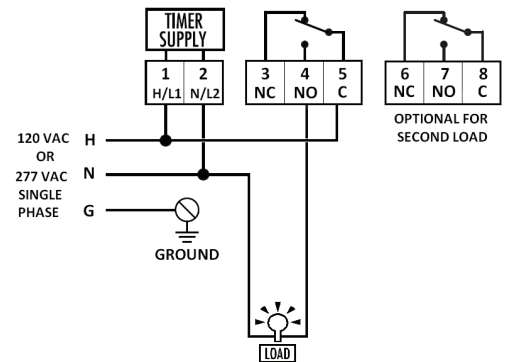 TIMER
SUPPLY
1 2
H/L1 N/L2
3 4 5
NC NO C
6 7 8
NC NO C
OPTIONAL FOR
SECOND LOAD
120 VAC
OR
277 VAC
SINGLE
PHASE
H
N
G
GROUND
LOAD